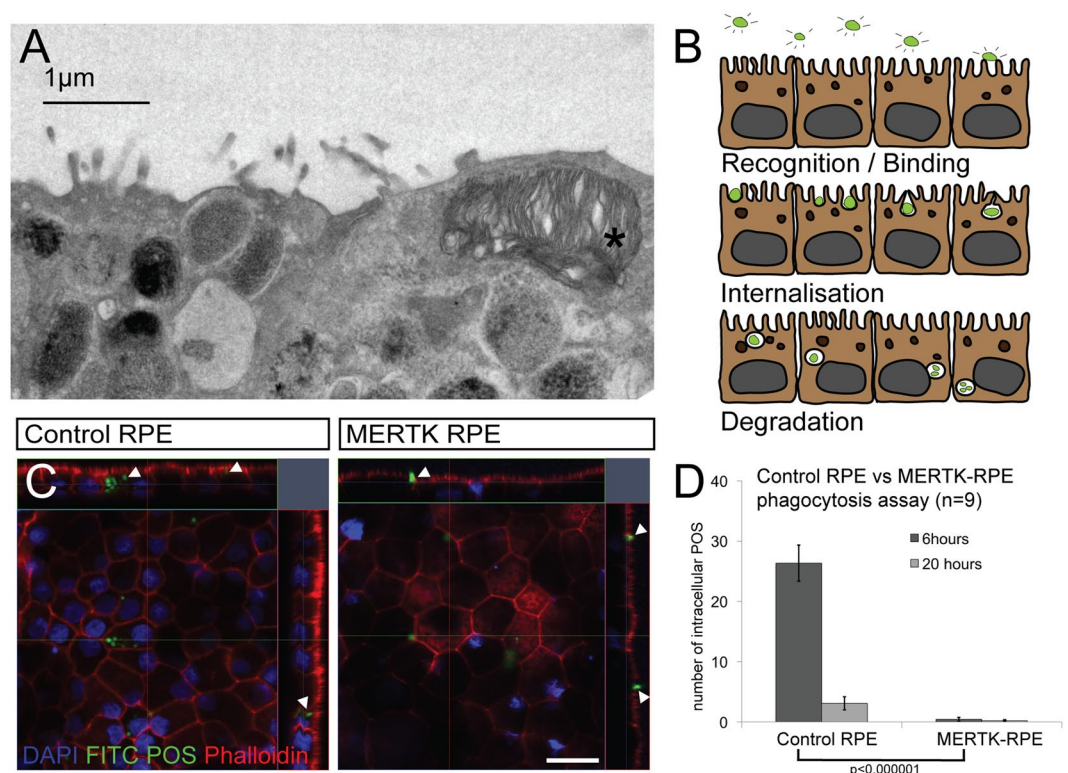 A
1µm
*
B
Recognition / Binding
Internalisation
Degradation
Control RPE
MERTK RPE
C
DAPI FITC-POS Phalloidin
D
Control RPE vs MERTK-RPE
phagocytosis assay (n=9)
6hours
20 hours
number of intracellular POS
40
30
20
10
0
Control RPE
MERTK-RPE
p<0.000001